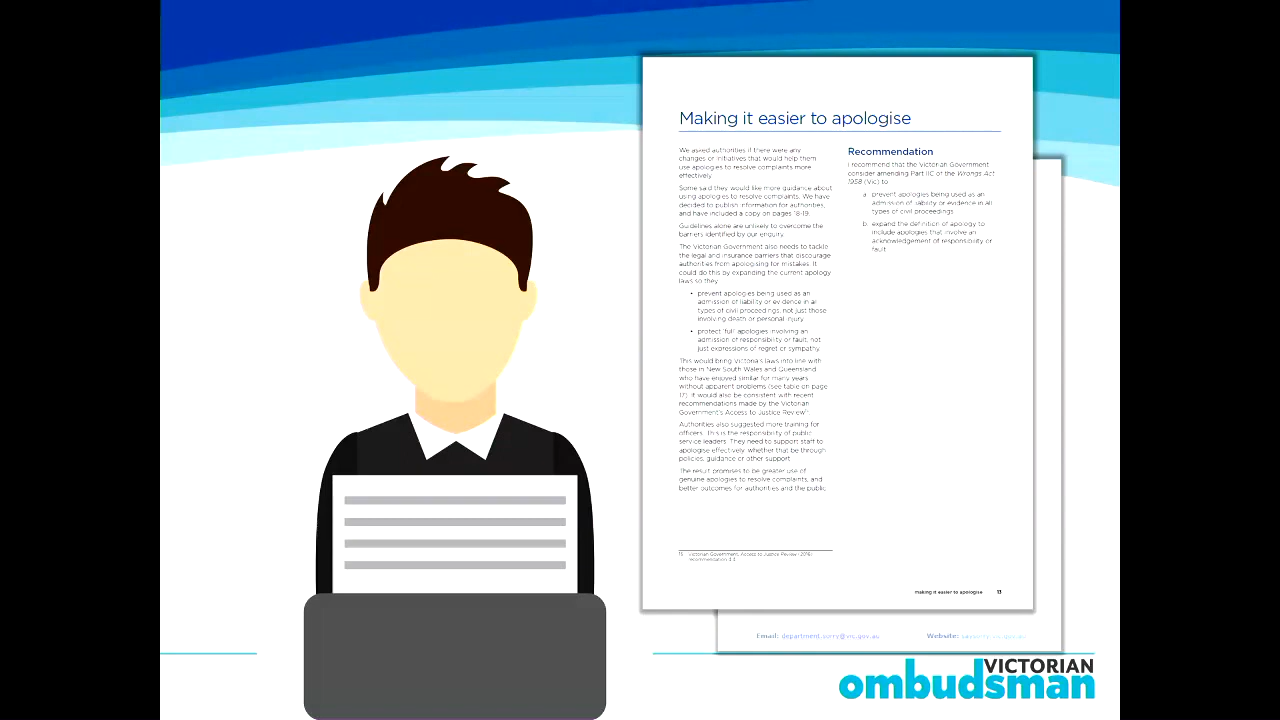 Making it easier to apologise
We asked authorities if there were any
changes or initiatives that would help them
use apologies to resolve complaints more
effectively.
Some said they would like more guidance about
using apologies to resolve complaints. We have
decided to publish information for authorities,
and have included a copy on pages 18-19.
Guidelines alone are unlikely to overcome the
barriers identified by our enquiry.
The Victorian Government also needs to tackle
the legal and insurance barriers that discourage
authorities from apologising for mistakes. It
could do this by expanding the current apology
laws so they:
• prevent apologies being used as an
admission of liability or evidence in all
types of civil proceedings, not just those
involving death or personal injury
• protect 'full' apologies involving an
admission of responsibility or fault, not
just expressions of regret or sympathy.
This would bring Victoria's laws into line with
those in New South Wales and Queensland
who have enjoyed similar for many years
without apparent problems (see table on page
17). It would also be consistent with recent
recommendations made by the Victorian
Government's Access to Justice Review
Authorities also suggested more training for
officers. This is the responsibility of public
service leaders. They need to support staff to
apologise effectively, whether that be through
policies, guidance or other support.
The result promises to be greater use of
genuine apologies to resolve complaints, and
better outcomes for authorities and the public.
Victorian Government, Access to Justice Review (2016)
recommendation
Recommendation
I recommend that the Victorian Government
consider amending Part IIC of the Wrongs Act
1958 (Vic) to
a. prevent apologies being used as an
admission of liability or evidence in all
types of civil proceedings
b. expand the definition of apology to
include apologies that involve an
acknowledgement of responsibility or
fault.
making it easier to apologise 13
Email: department.sorry@vic.gov.au Website:
VICTORIAN
ombudsman